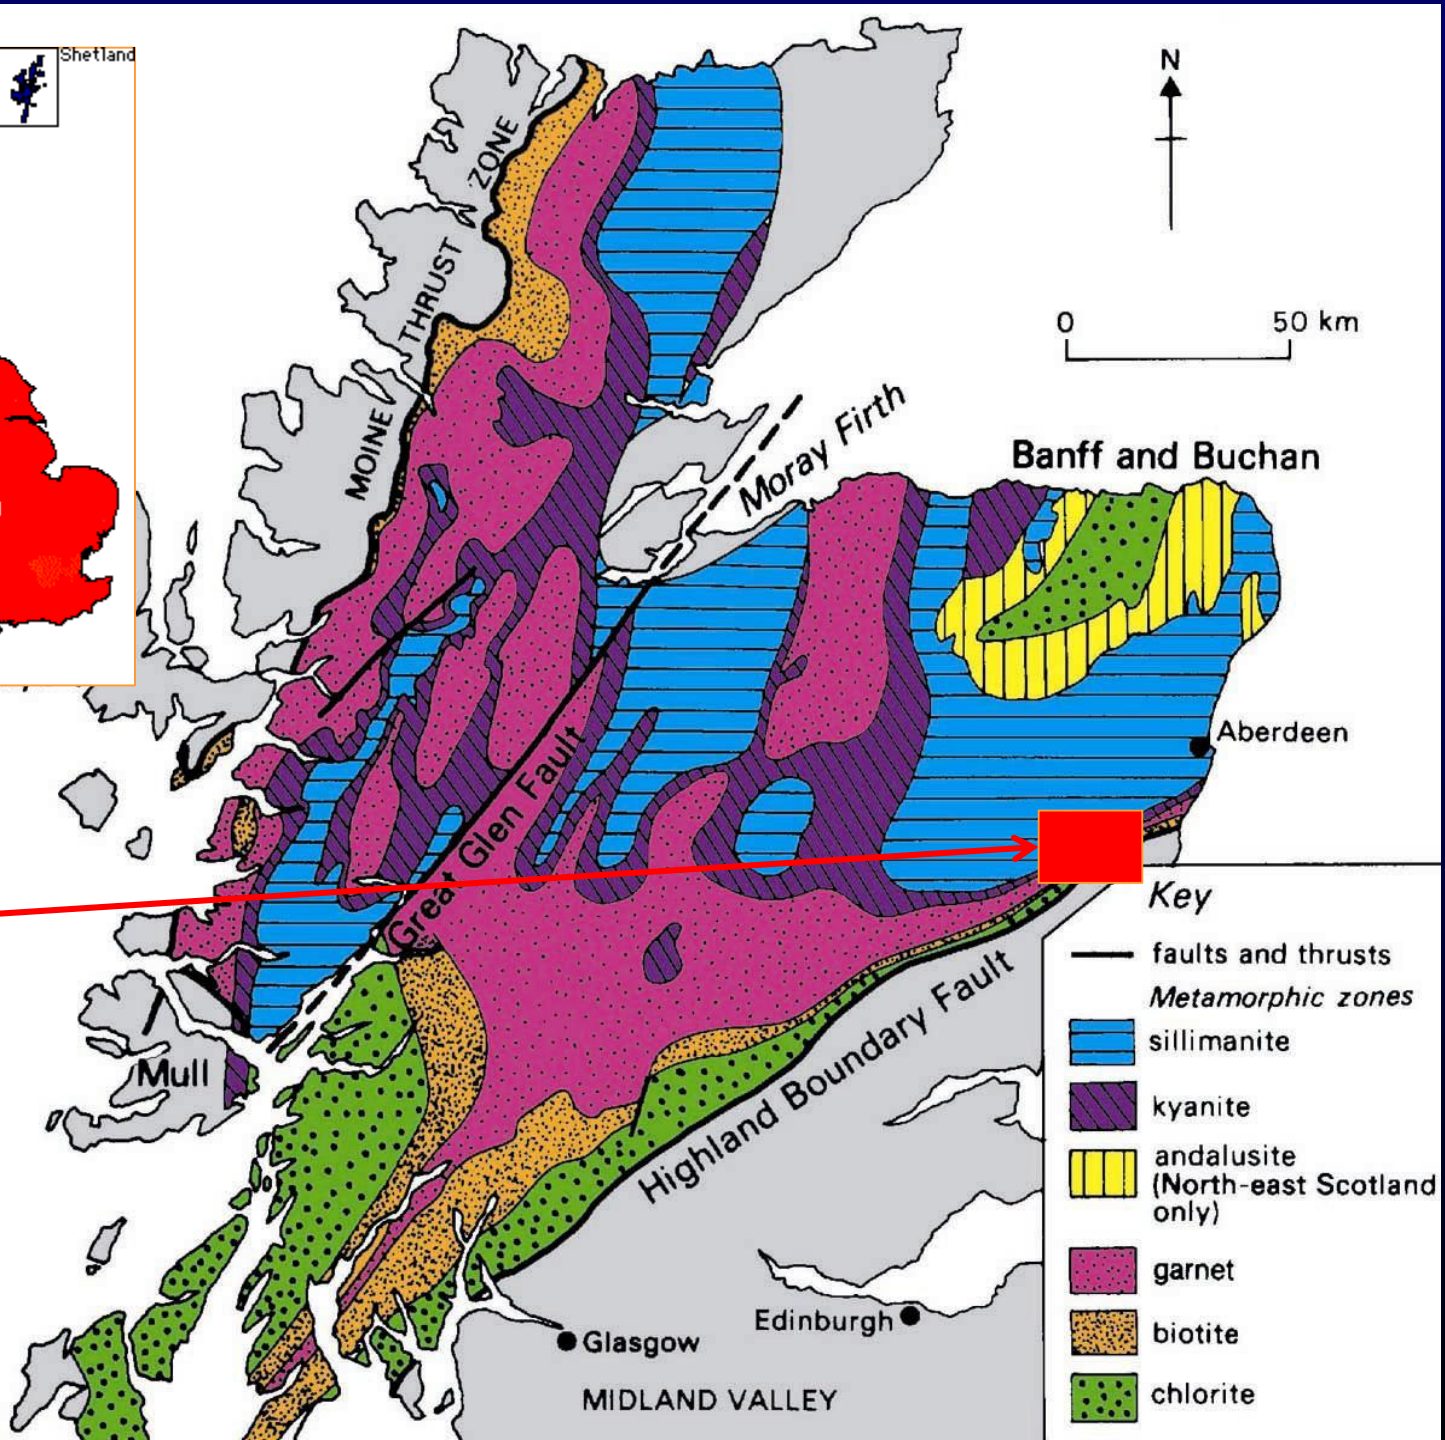 Shetland
N
ZONE
THRUST
MOINE
0 50 km
Moray Firth
Banff and Buchan
Aberdeen
Great Glen Fault
Highland Boundary Fault
Mull
Edinburgh
Glasgow
MIDLAND VALLEY
Key
faults and thrusts
Metamorphic zones
sillimanite
kyanite
andalusite
(North-east Scotland
only)
garnet
biotite
chlorite